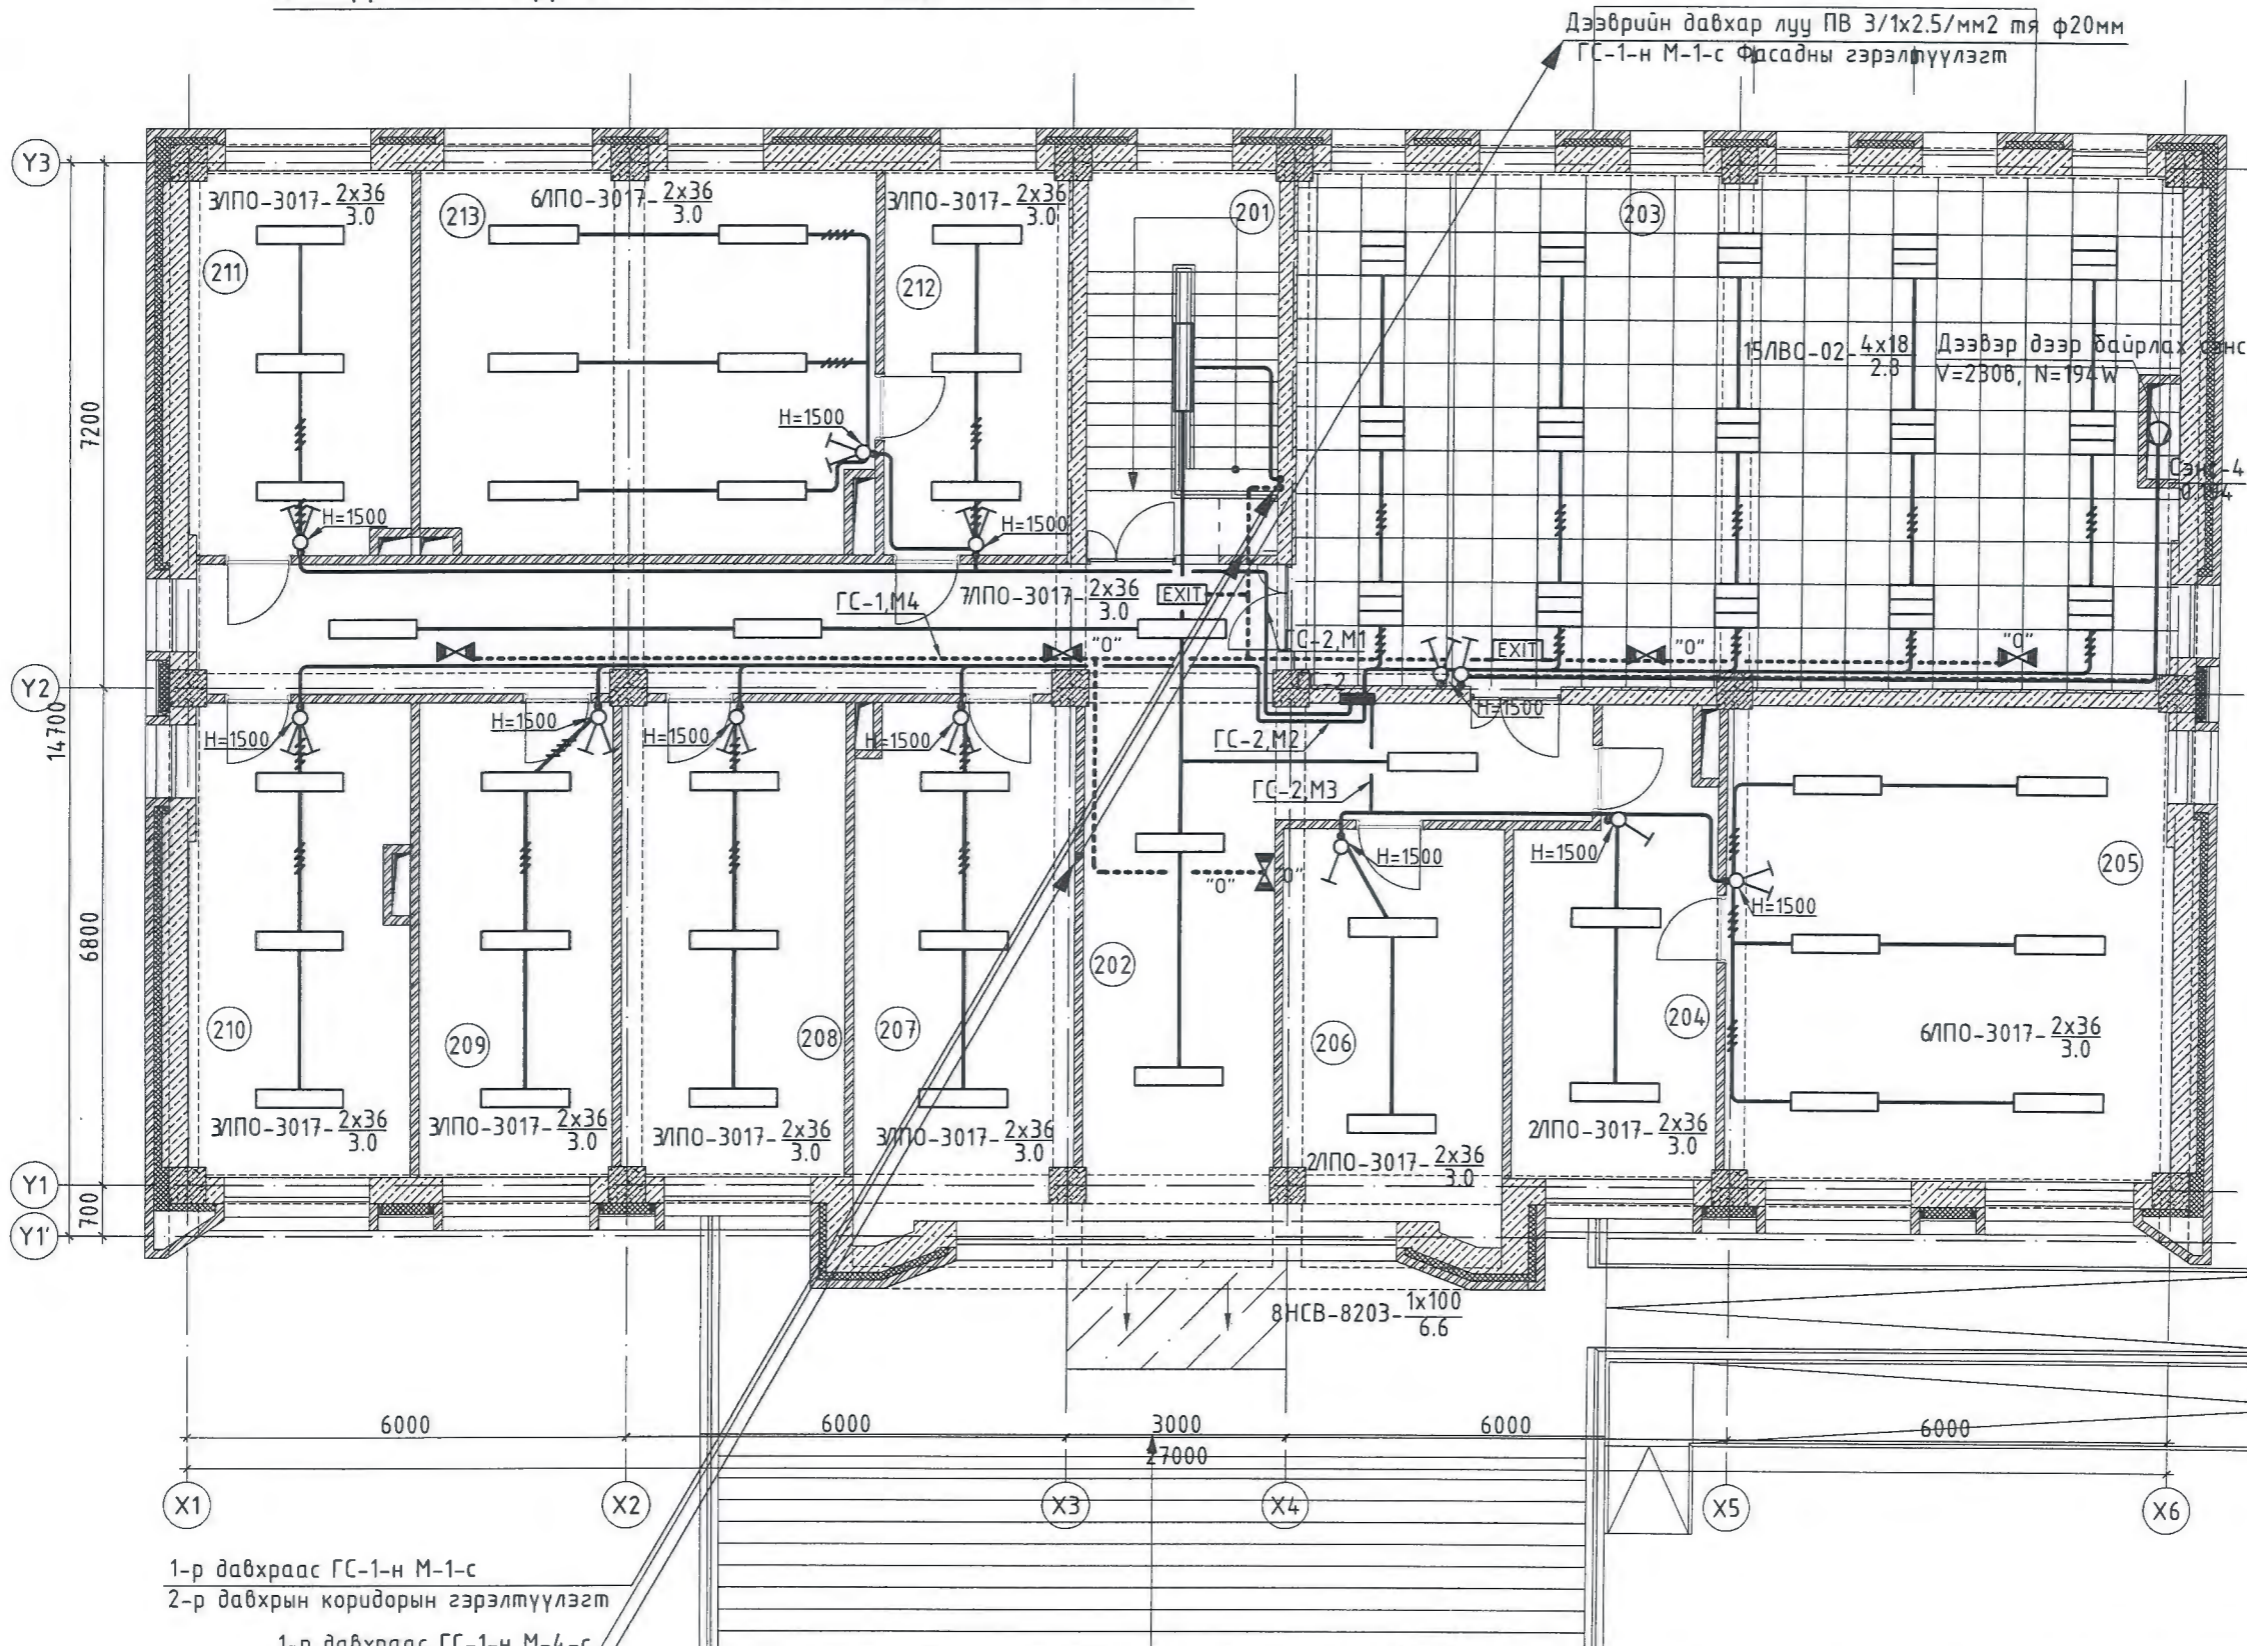 Дээврийн давхар луу ПВ 3/1x2.5/мм2 тя ф20мм
ГС-1-н М-1-с Фасадны гэрэлтүүлэгт
Y3
3ЛПО-3017-2x36
3.0
213
6ЛПО-3017-2x36
3.0
3ЛПО-3017-2x36
3.0
201
203
211
212
15ЛВО-02-4x18
2.8
Дээвэр дээр байрлах
V=230в, N=194W
7200
H=1500
H=1500
H=1500
Сэнс-4
7ЛПО-3017-2x36
3.0
EXIT
ГС-1,М4
"0"
ГС-2,М1
EXIT
"0"
"0"
Y2
H=1500
H=1500
H=1500
H=1500
H=1500
14700
ГС-2,М2
ГС-2,М3
H=1500
H=1500
"0"
H=1500
205
6800
202
210
209
208
207
206
204
6ЛПО-3017-2x36
3.0
3ЛПО-3017-2x36
3.0
3ЛПО-3017-2x36
3.0
3ЛПО-3017-2x36
3.0
3ЛПО-3017-2x36
3.0
2ЛПО-3017-2x36
3.0
2ЛПО-3017-2x36
3.0
Y1
700
Y1'
8НСВ-8203-1x100
6.6
6000
6000
3000
6000
6000
27000
X1
X2
X3
X4
X5
X6
1-р давхраас ГС-1-н М-1-с
2-р давхрын коридорын гэрэлтүүлэгт
1-р давхраас ГС-1-н М-4-с